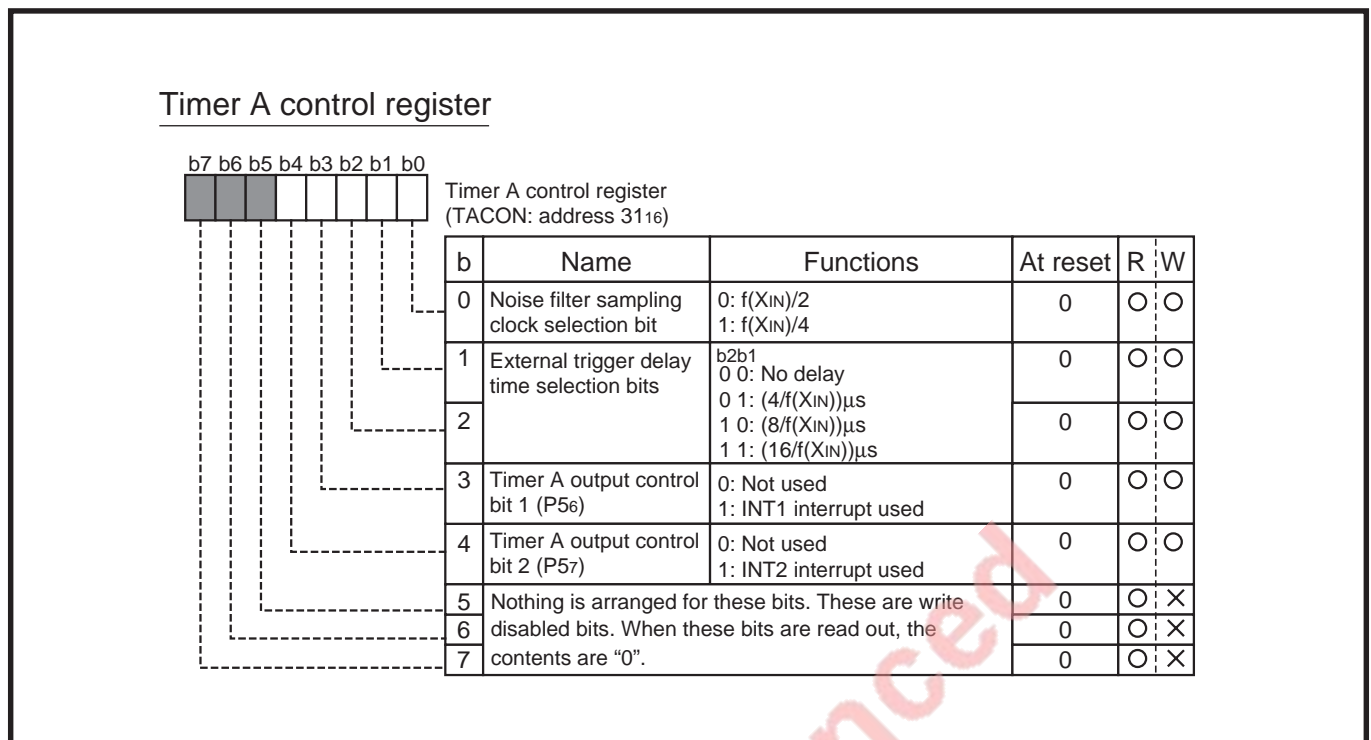 Timer A control register
b7 b6 b5 b4 b3 b2 b1 b0
Timer A control register
(TACON: address 3116)
b Name Functions At reset R W
0 Noise filter sampling clock selection bit 0: f(XIN)/2 1: f(XIN)/4 0 O O
1 External trigger delay time selection bits b2b1 0 O O
0 0: No delay
0 1: (4/f(XIN))μs
2 1 0: (8/f(XIN))μs 0 O O
1 1: (16/f(XIN))μs
3 Timer A output control bit 1 (P56) 0: Not used 1: INT1 interrupt used 0 O O
4 Timer A output control bit 2 (P57) 0: Not used 1: INT2 interrupt used 0 O O
5 Nothing is arranged for these bits. These are write 0 O ×
6 disabled bits. When these bits are read out, the 0 O ×
7 contents are “0”. 0 O ×